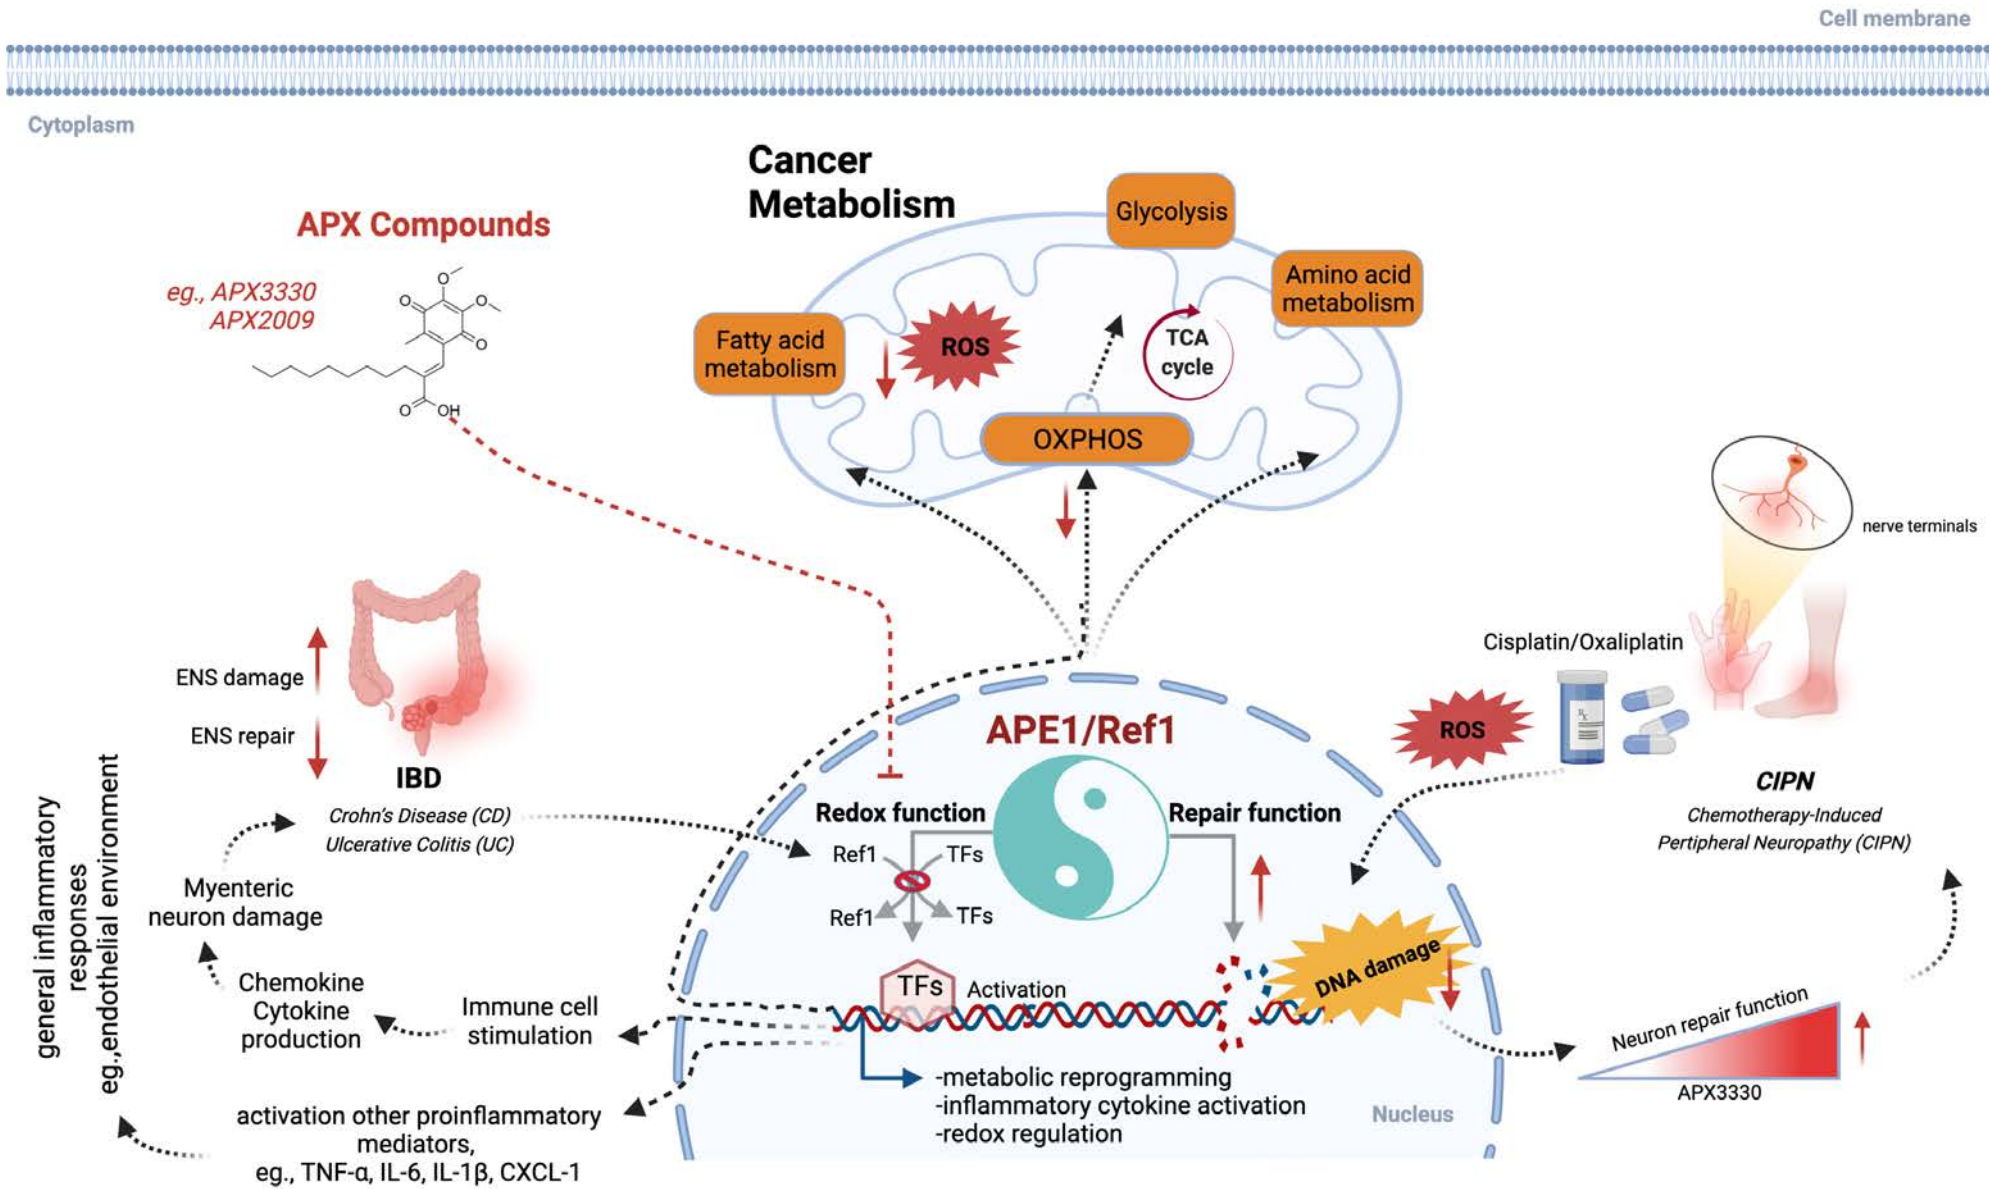 Cell membrane
Cytoplasm
Cancer
Metabolism
Glycolysis
Amino acid
metabolism
Fatty acid
metabolism
ROS
TCA
cycle
OXPHOS
APX Compounds
eg., APX3330
APX2009
O
O
O
O
O
OH
nerve terminals
Cisplatin/Oxaliplatin
Rx
ROS
CIPN
Chemotherapy-Induced
Pertipheral Neuropathy (CIPN)
ENS damage
ENS repair
IBD
Crohn's Disease (CD)
Ulcerative Colitis (UC)
general inflammatory
responses
eg.,endothelial environment
Myenteric
neuron damage
Chemokine
Cytokine
production
Immune cell
stimulation
activation other proinflammatory
mediators,
eg., TNF-α, IL-6, IL-1β, CXCL-1
APE1/Ref1
Redox function
Repair function
Ref1
TFs
Ref1
TFs
TFs
Activation
DNA damage
-metabolic reprogramming
-inflammatory cytokine activation
-redox regulation
Nucleus
Neuron repair function
APX3330